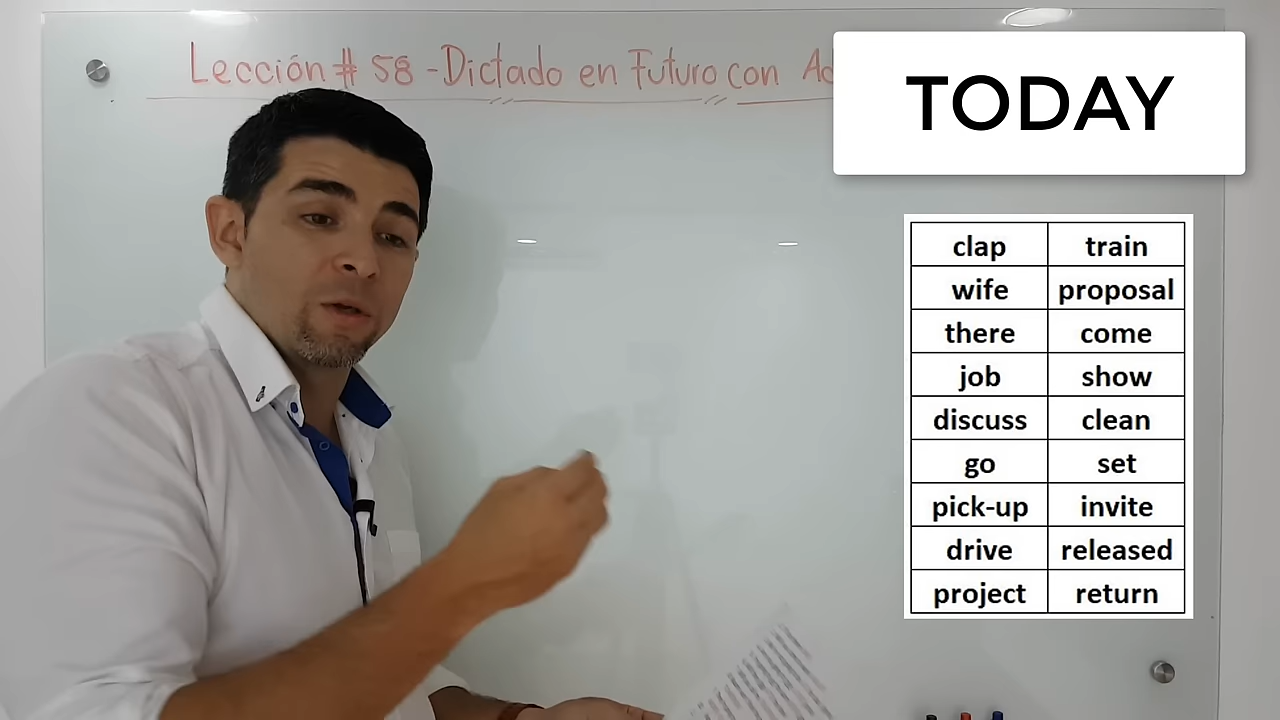 Lección # 58 - Dictado en Futuro con
TODAY
clap train
wife proposal
there come
job show
discuss clean
go set
pick-up invite
drive released
project return